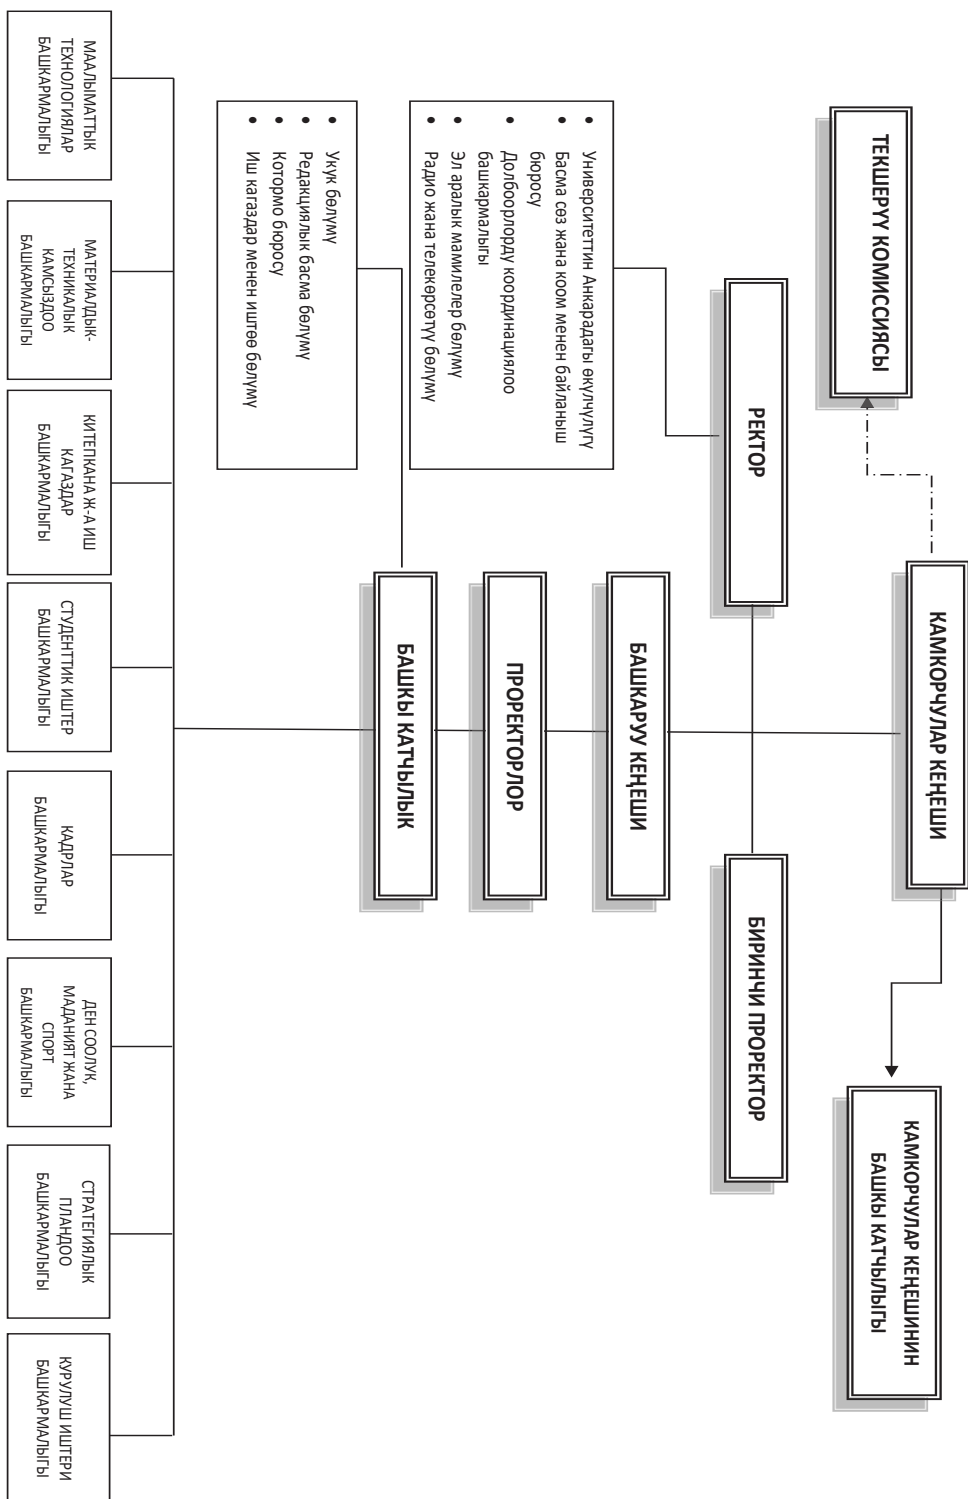 КАМКОРЧУЛАР КЕҢЕШИ
ТЕКШЕРҮҮ КОМИССИЯСЫ
КАМКОРЧУЛАР КЕҢЕШИНИН
БАШКЫ КАТЧЫЛЫГЫ
РЕКТОР
БИРИНЧИ ПРОРЕКТОР
• Университеттин Анкарадагы өкүлчүлүгү
• Басма сөз жана коом менен байланыш
бюросу
• Долбоорлорду координациялоо
башкармалыгы
• Эл аралык мамилелер бөлүмү
• Радио жана телекөрсөтүү бөлүмү
БАШКАРУУ КЕҢЕШИ
ПРОРЕКТОРЛОР
БАШКЫ КАТЧЫЛЫК
• Укук бөлүмү
• Редакциялык басма бөлүмү
• Котормо бюросу
• Иш кагаздар менен иштөө бөлүмү
МААЛЫМАТТЫК
ТЕХНОЛОГИЯЛАР
БАШКАРМАЛЫГЫ
МАТЕРИАЛДЫК-
ТЕХНИКАЛЫК
КАМСЫЗДОО
БАШКАРМАЛЫГЫ
КИТЕПКАНА Ж-А ИШ
КАГАЗДАР
БАШКАРМАЛЫГЫ
СТУДЕНТТИК ИШТЕР
БАШКАРМАЛЫГЫ
КАДРЛАР
БАШКАРМАЛЫГЫ
ДЕН СООЛУК,
МАДАНИЯТ ЖАНА
СПОРТ
БАШКАРМАЛЫГЫ
СТРАТЕГИЯЛЫК
ПЛАНДОО
БАШКАРМАЛЫГЫ
КУРУЛУШ ИШТЕРИ
БАШКАРМАЛЫГЫ